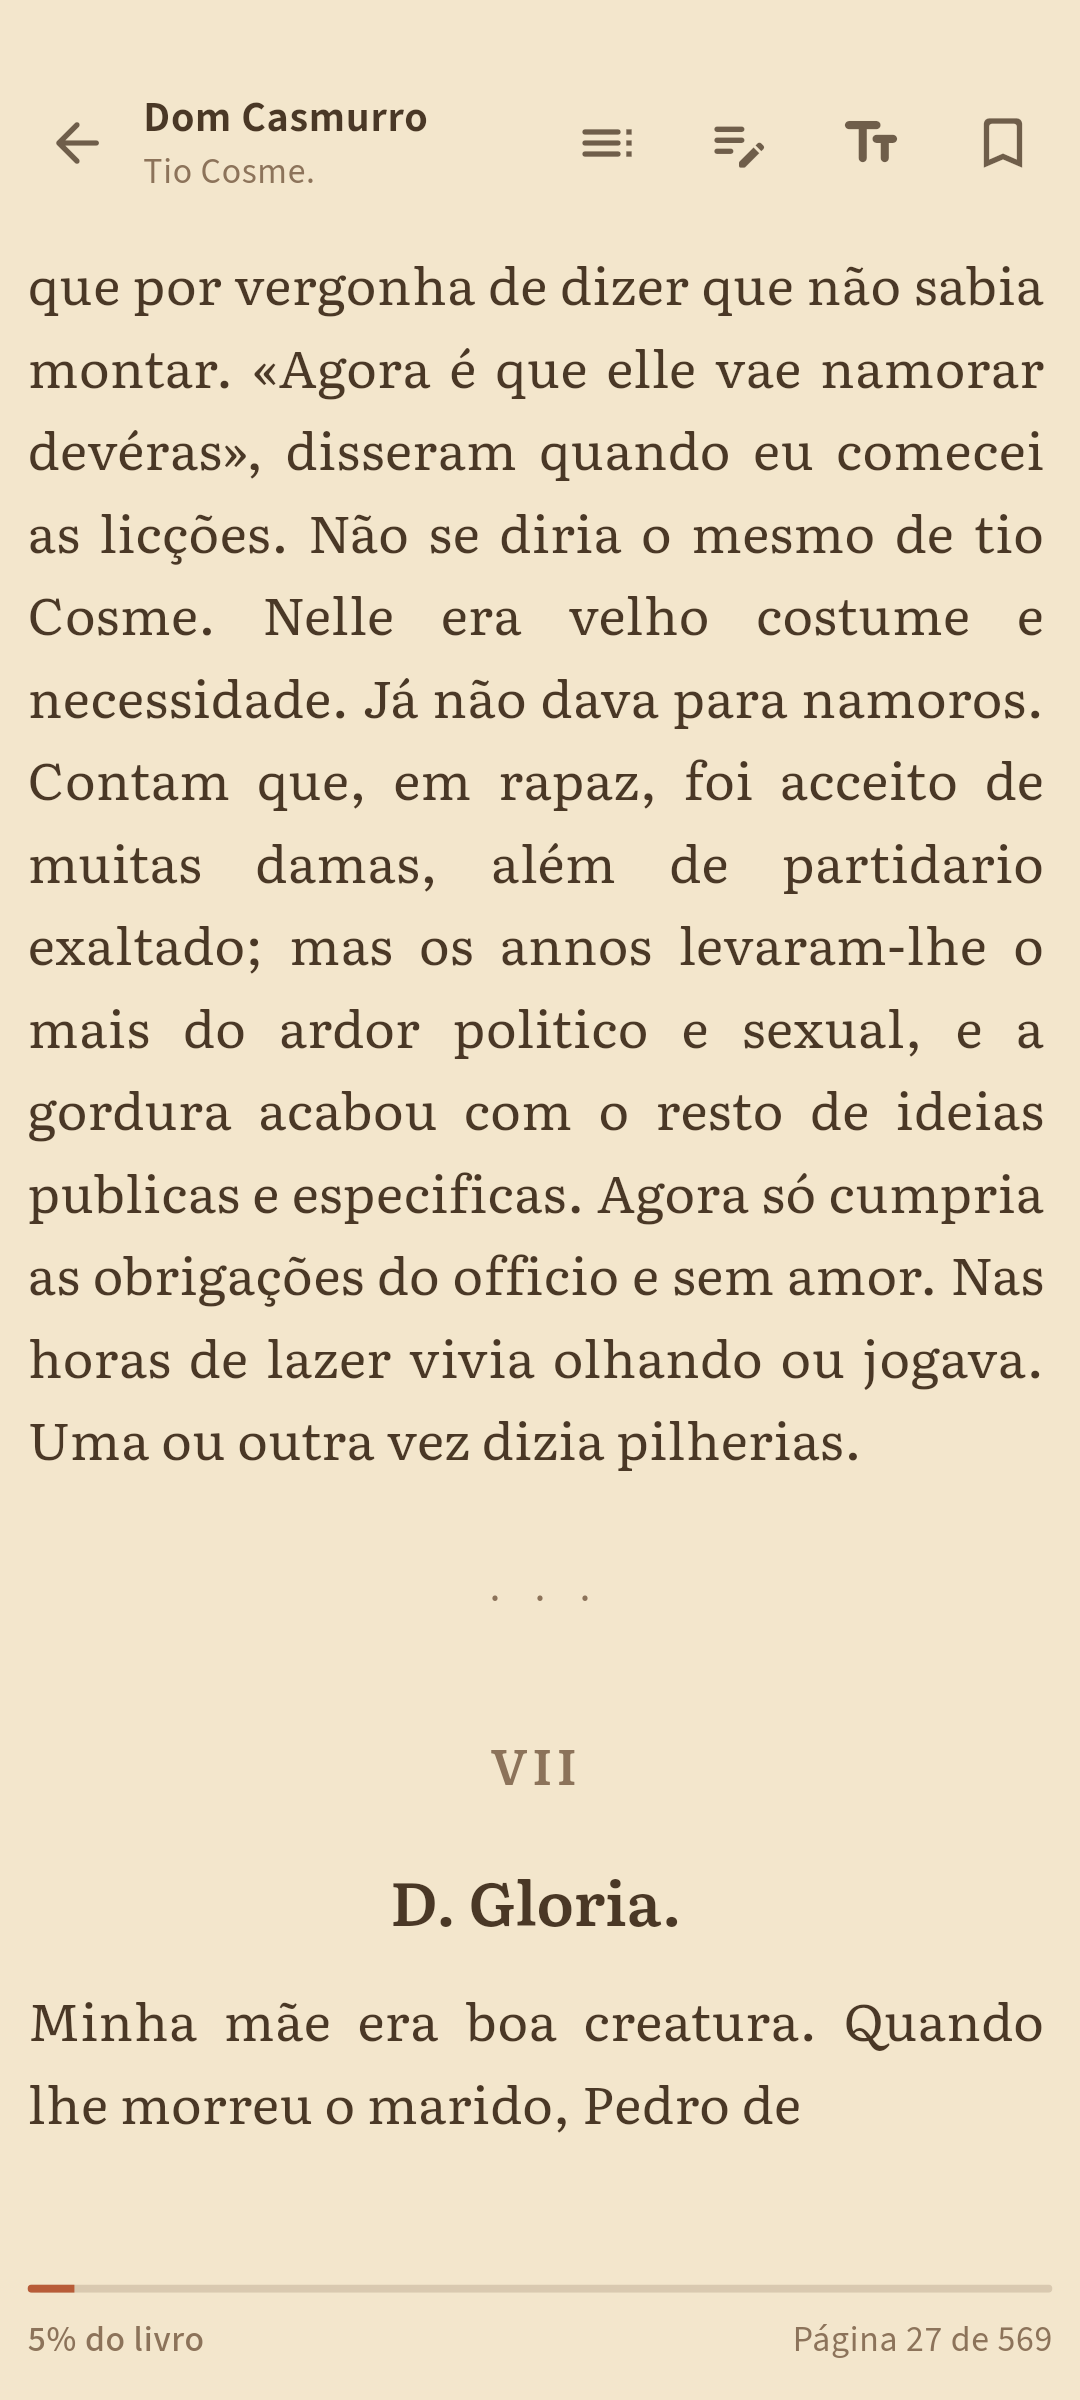 Dom Casmurro
Tio Cosme.
que por vergonha de dizer que não sabia
montar. «Agora é que elle vae namorar
devéras», disseram quando eu comecei
as licções. Não se diria o mesmo de tio
Cosme. Nelle era velho costume e
necessidade. Já não dava para namoros.
Contam que, em rapaz, foi acceito de
muitas damas, além de partidario
exaltado; mas os annos levaram-lhe o
mais do ardor politico e sexual, e a
gordura acabou com o resto de ideias
publicas e especificas. Agora só cumpria
as obrigações do officio e sem amor. Nas
horas de lazer vivia olhando ou jogava.
Uma ou outra vez dizia pilherias.
. . .
VII
D. Gloria.
Minha mãe era boa creatura. Quando
lhe morreu o marido, Pedro de
5% do livro
Página 27 de 569